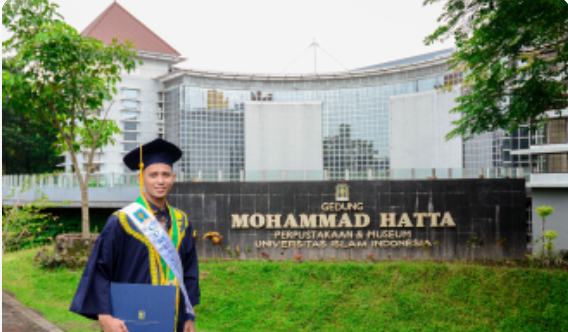 GEDUNG
MOHAMMAD HATTA
PERPUSTAKAAN & MUSEUM
UNIVERSITAS ISLAM INDONESIA